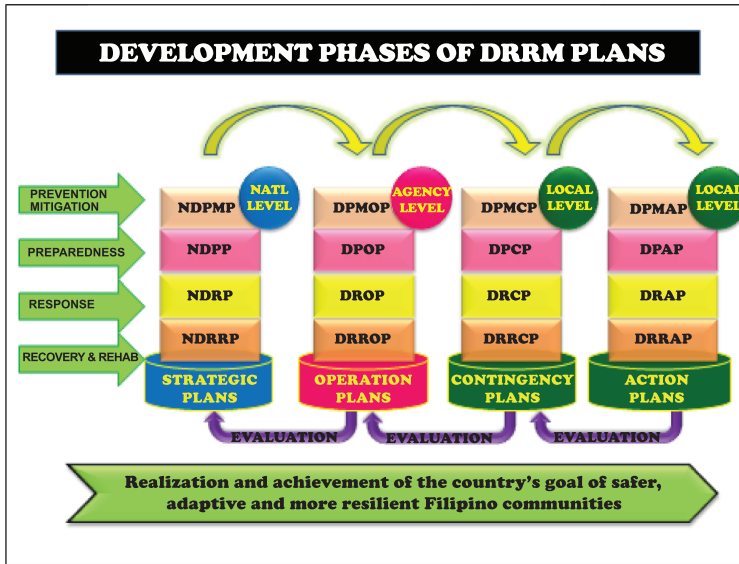 DEVELOPMENT PHASES OF DRRM PLANS
PREVENTION
MITIGATION
PREPAREDNESS
RESPONSE
RECOVERY & REHAB
NATL
LEVEL
NDPMP
NDPP
NDRP
NDRRP
STRATEGIC
PLANS
AGENCY
LEVEL
DPMOP
DPOP
DROP
DRROP
OPERATION
PLANS
LOCAL
LEVEL
DPMCP
DPCP
DRCP
DRRCP
CONTINGENCY
PLANS
LOCAL
LEVEL
DPMAP
DPAP
DRAP
DRRAP
ACTION
PLANS
EVALUATION
EVALUATION
EVALUATION
Realization and achievement of the country's goal of safer,
adaptive and more resilient Filipino communities